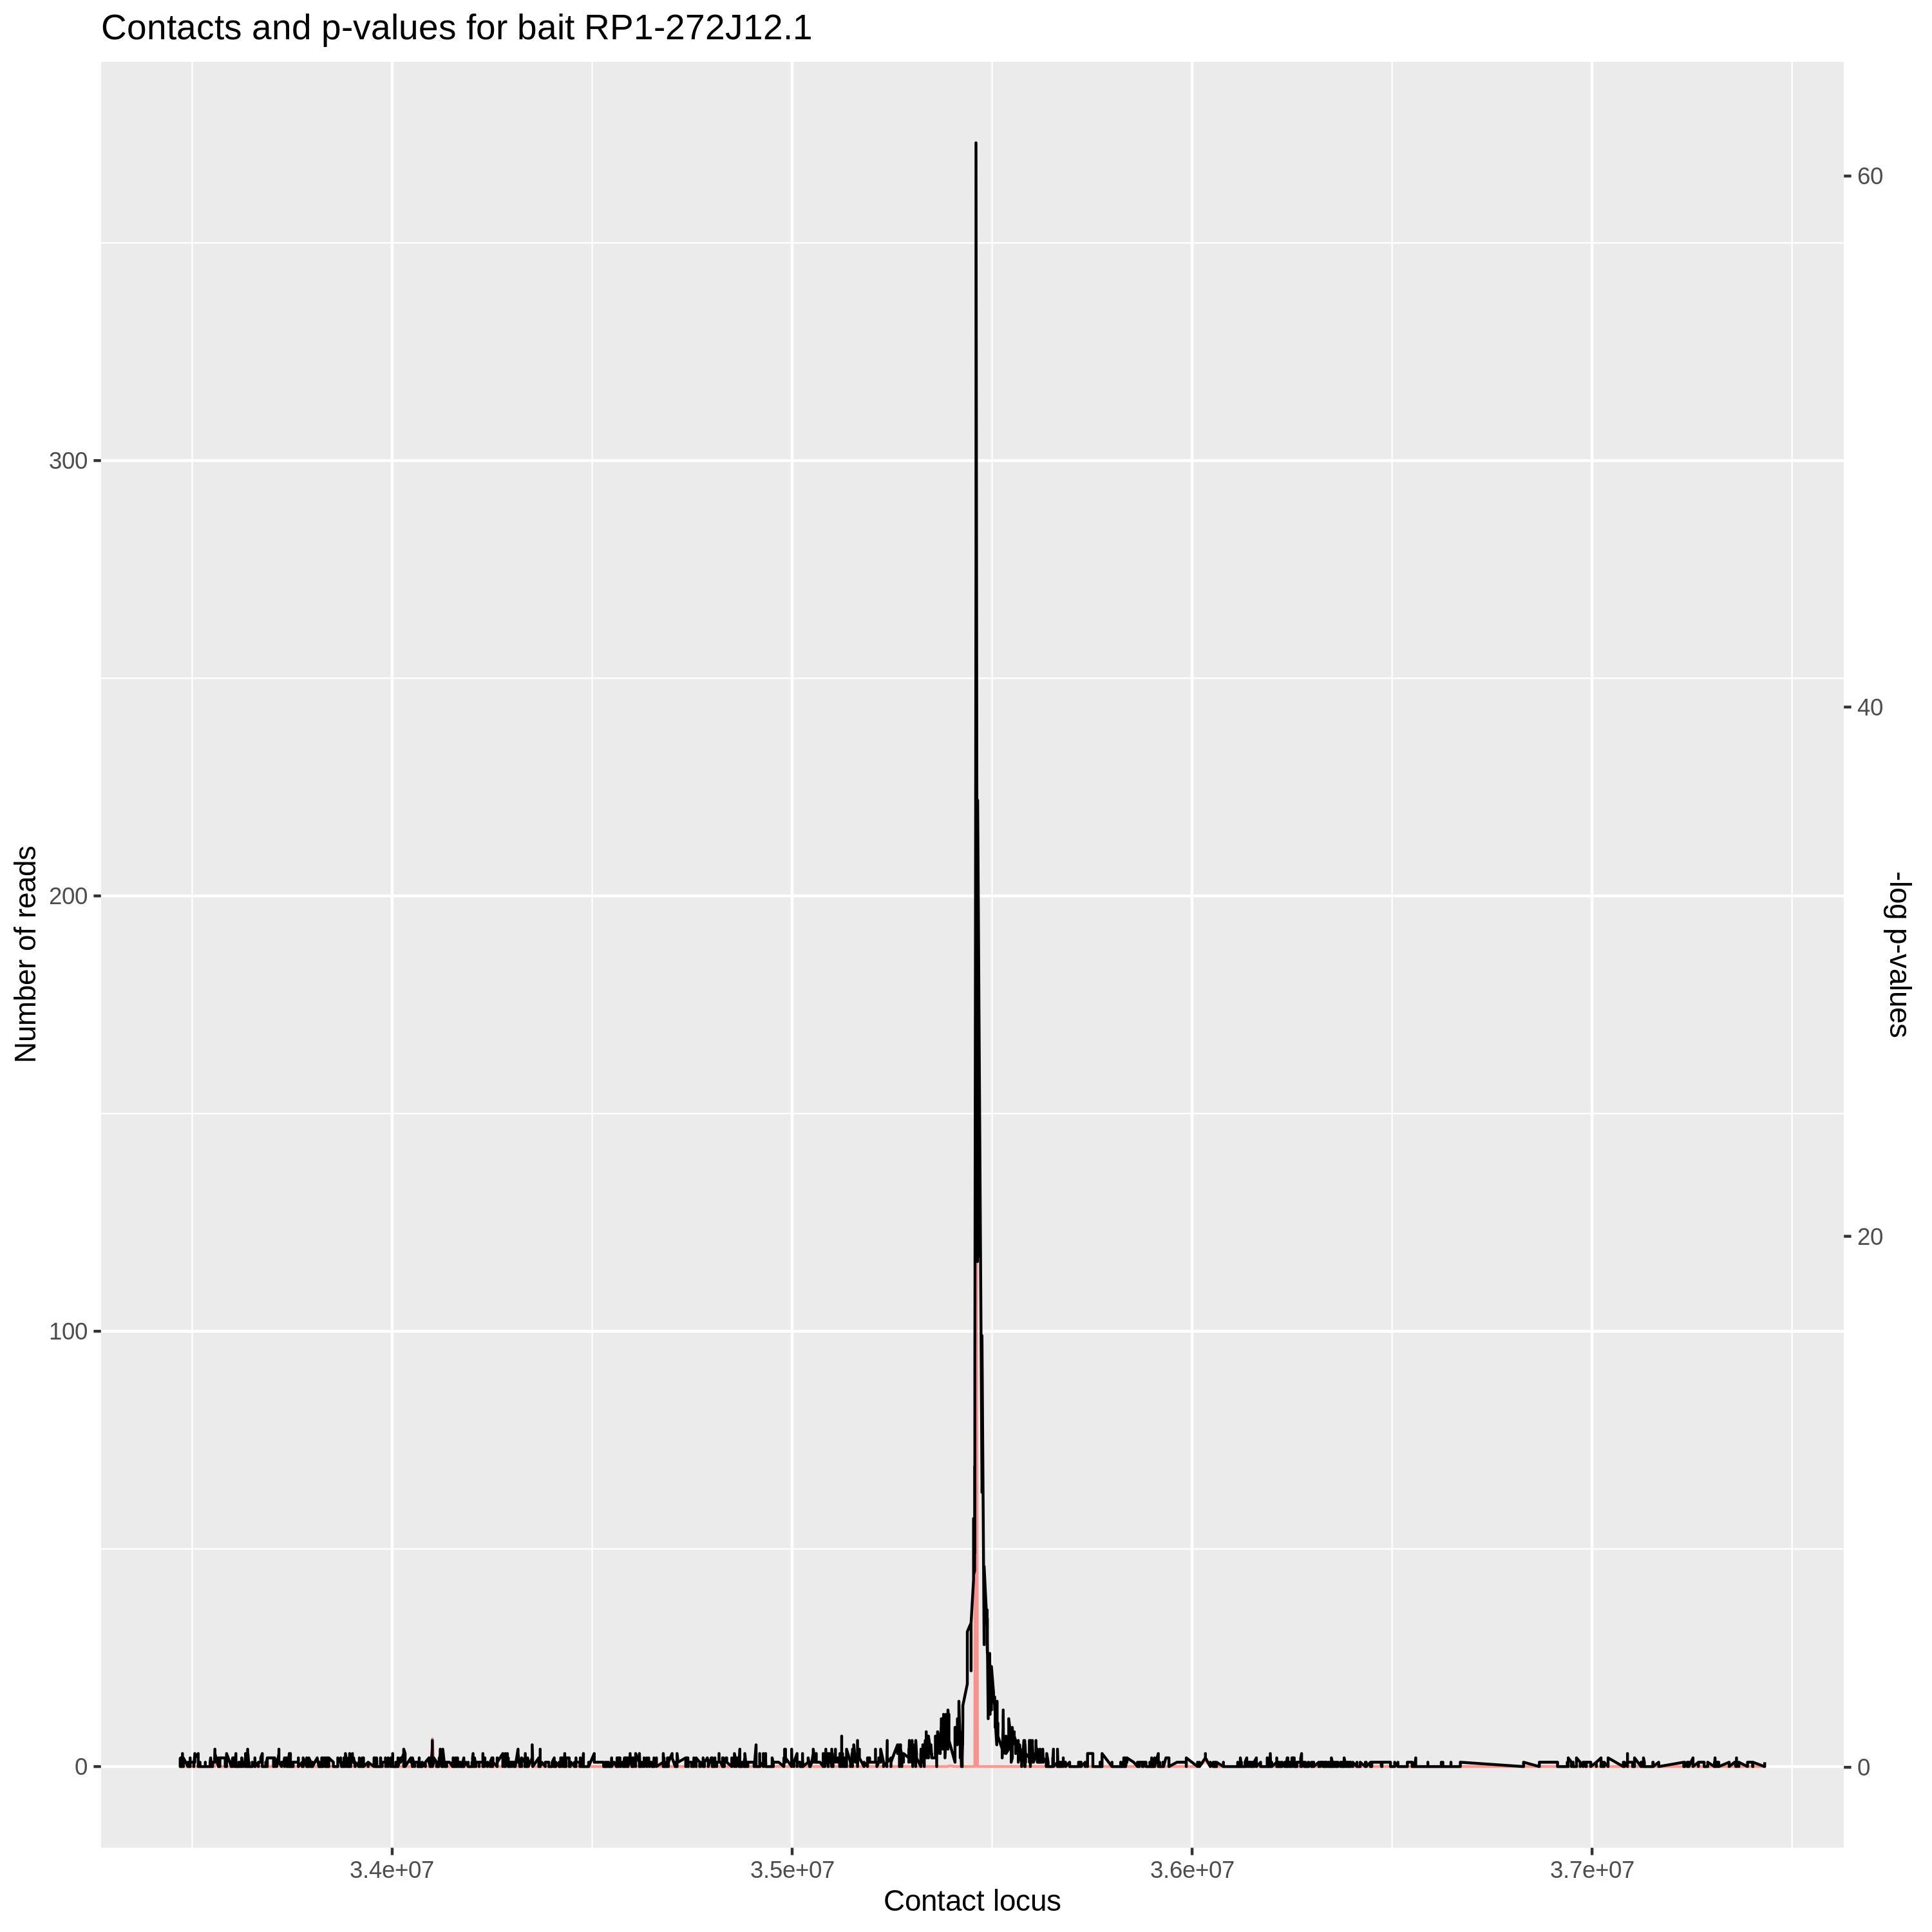 Contacts and p-values for bait RP1-272J12.1
60
300
40
Number of reads
200
-log p-values
20
100
0
0
3.4e+07
3.5e+07
3.6e+07
3.7e+07
Contact locus